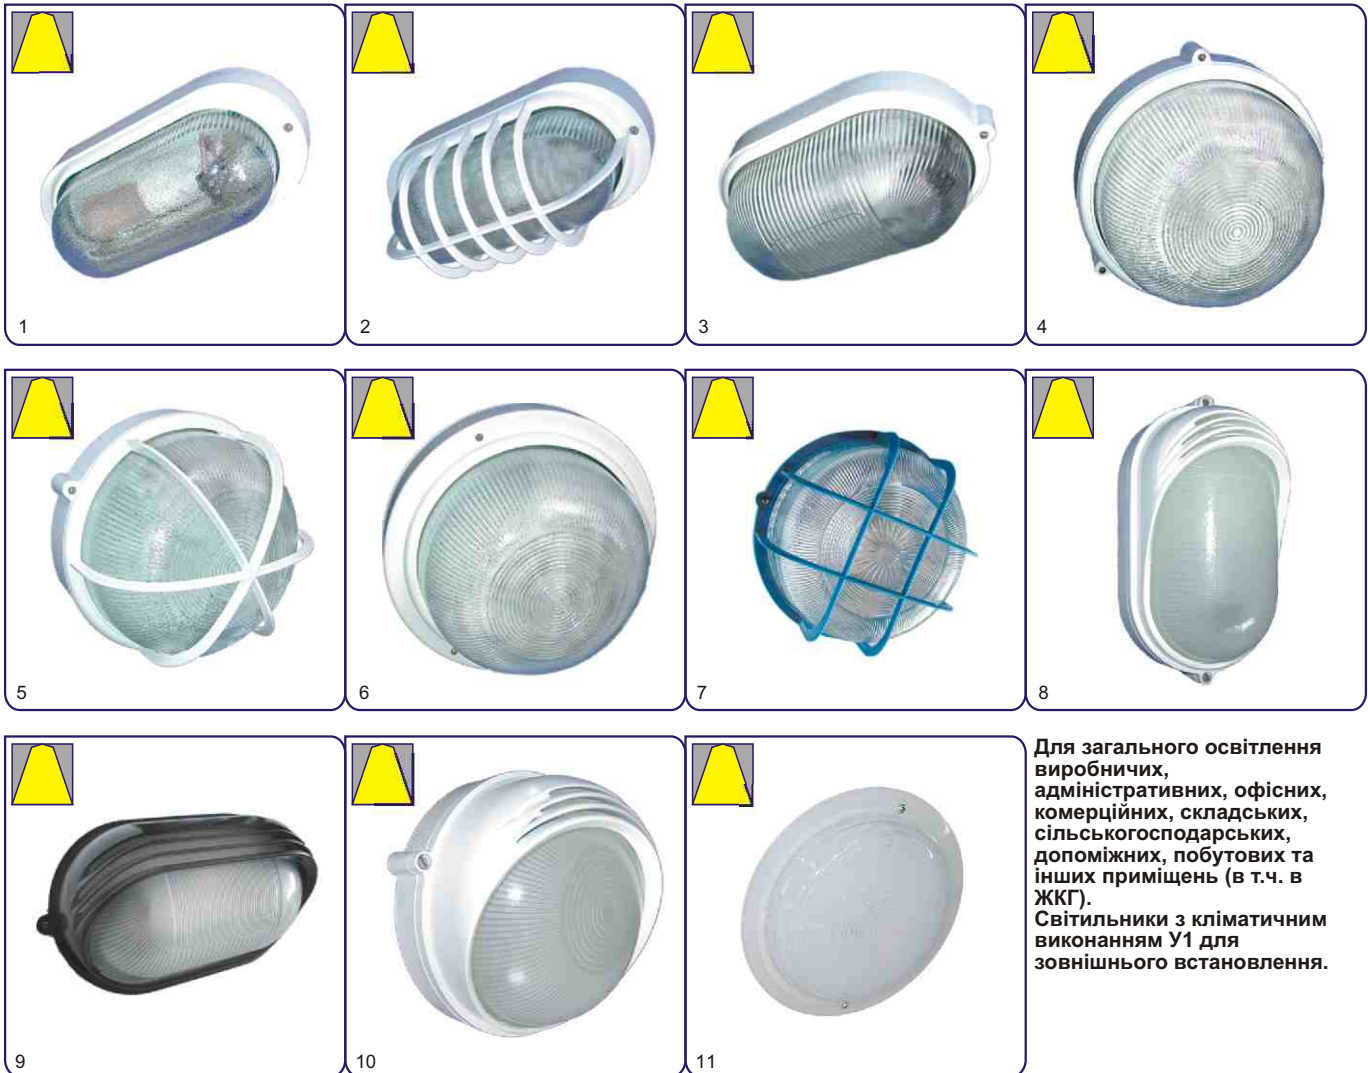 1
2
3
4
5
6
7
8
9
10
11
Для загального освітлення
виробничих,
адміністративних, офісних,
комерційних, складських,
сільськогосподарських,
допоміжних, побутових та
інших приміщень (в т.ч. в
ЖКГ).
Світильники з кліматичним
виконанням У1 для
зовнішнього встановлення.